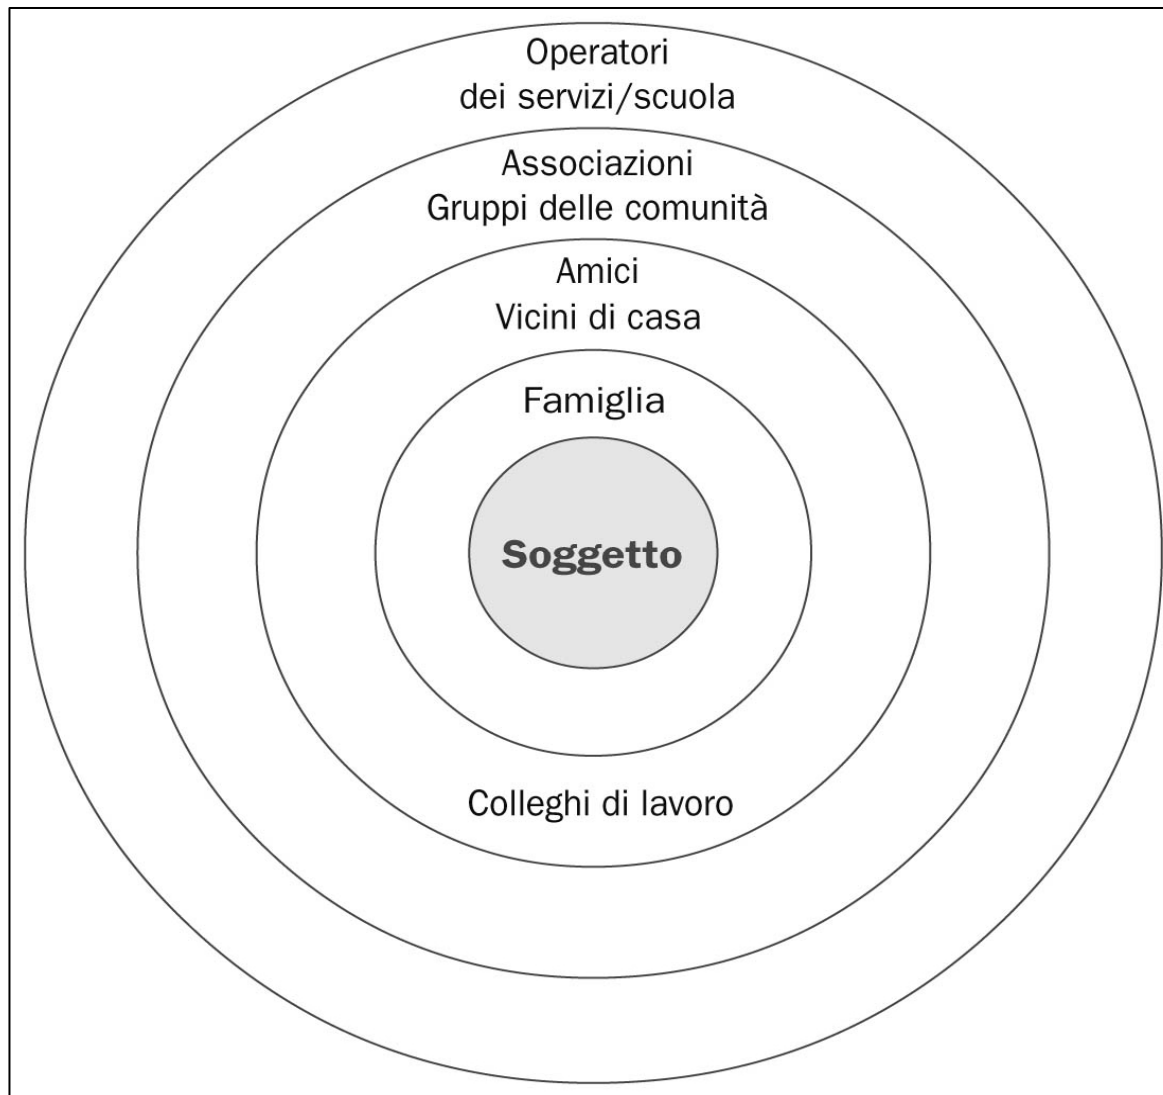 Operatori
dei servizi/scuola
Associazioni
Gruppi delle comunità
Amici
Vicini di casa
Famiglia
Soggetto
Colleghi di lavoro